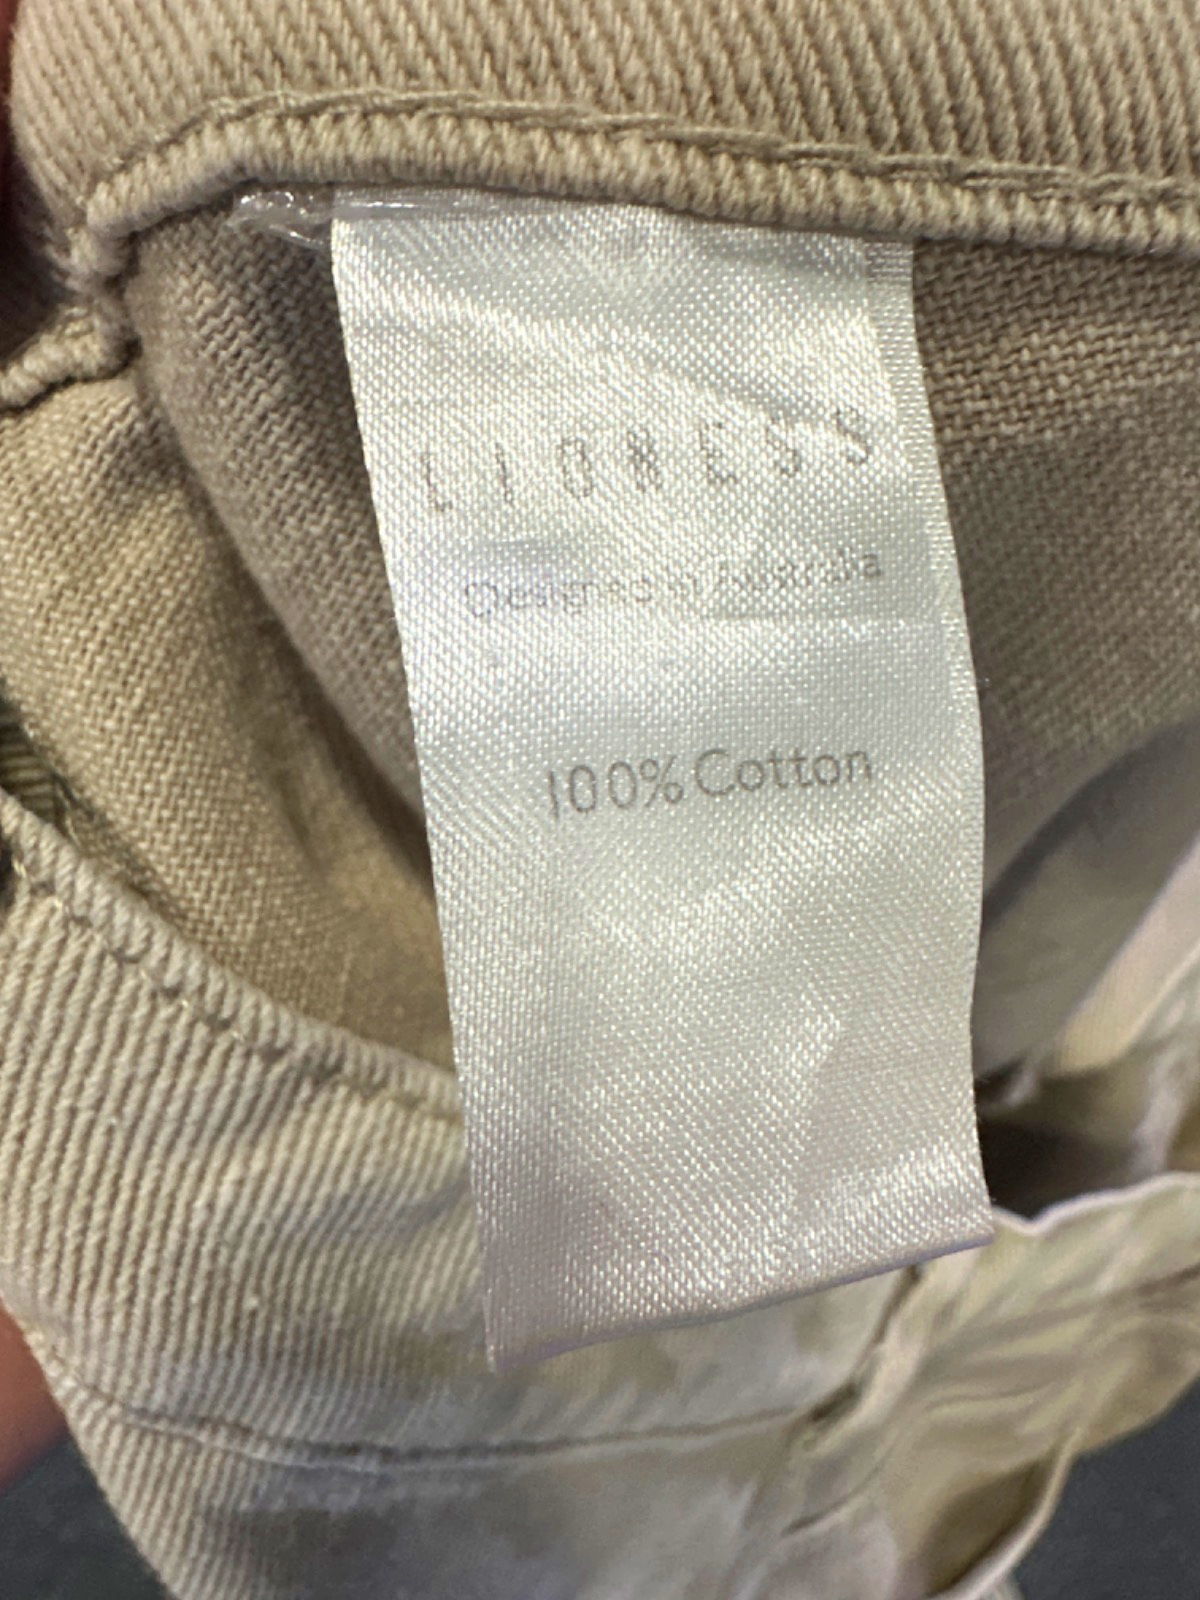 LIONESS
Designed in Australia
100% Cotton